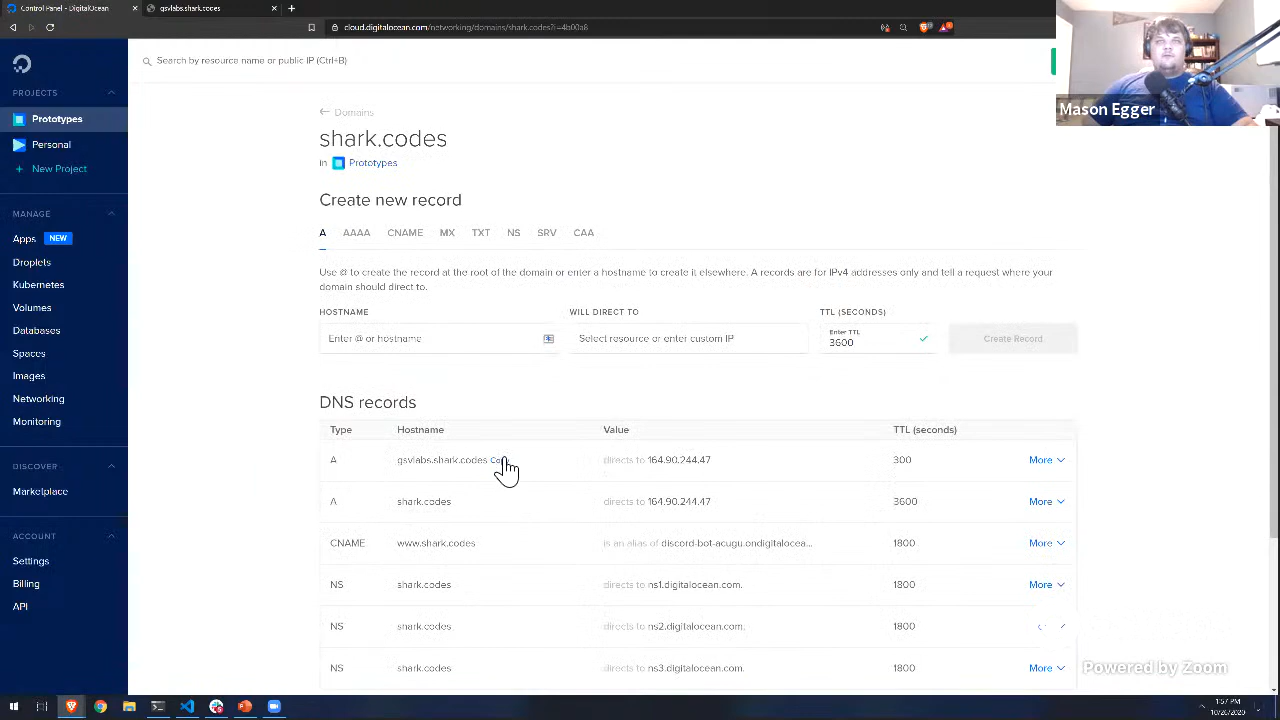 Control Panel - DigitalOcean
gsvlabs.shark.codes
cloud.digitalocean.com/networking/domains/shark.codes?i=4b00a8
Search by resource name or public IP (Ctrl+B)
Mason Egger
PROJECTS
Prototypes
Personal
+ New Project
MANAGE
Apps NEW
Droplets
Kubernetes
Volumes
Databases
Spaces
Images
Networking
Monitoring
DISCOVER
Marketplace
ACCOUNT
Settings
Billing
API
← Domains
shark.codes
in Prototypes
Create new record
A AAAA CNAME MX TXT NS SRV CAA
Use @ to create the record at the root of the domain or enter a hostname to create it elsewhere. A records are for IPv4 addresses only and tell a request where your
domain should direct to.
HOSTNAME WILL DIRECT TO TTL (SECONDS)
Enter @ or hostname Select resource or enter custom IP Enter TTL
3600 Create Record
DNS records
Type Hostname Value TTL (seconds)
A gsvlabs.shark.codes directs to 164.90.244.47 300 More
A shark.codes directs to 164.90.244.47 3600 More
CNAME www.shark.codes is an alias of discord-bot-acugu.ondigitalocea... 1800 More
NS shark.codes directs to ns1.digitalocean.com. 1800 More
NS shark.codes directs to ns2.digitalocean.com. 1800
NS shark.codes directs to ns3.digitalocean.com. 1800 More
Powered by Zoom
1:57 PM
10/26/2020